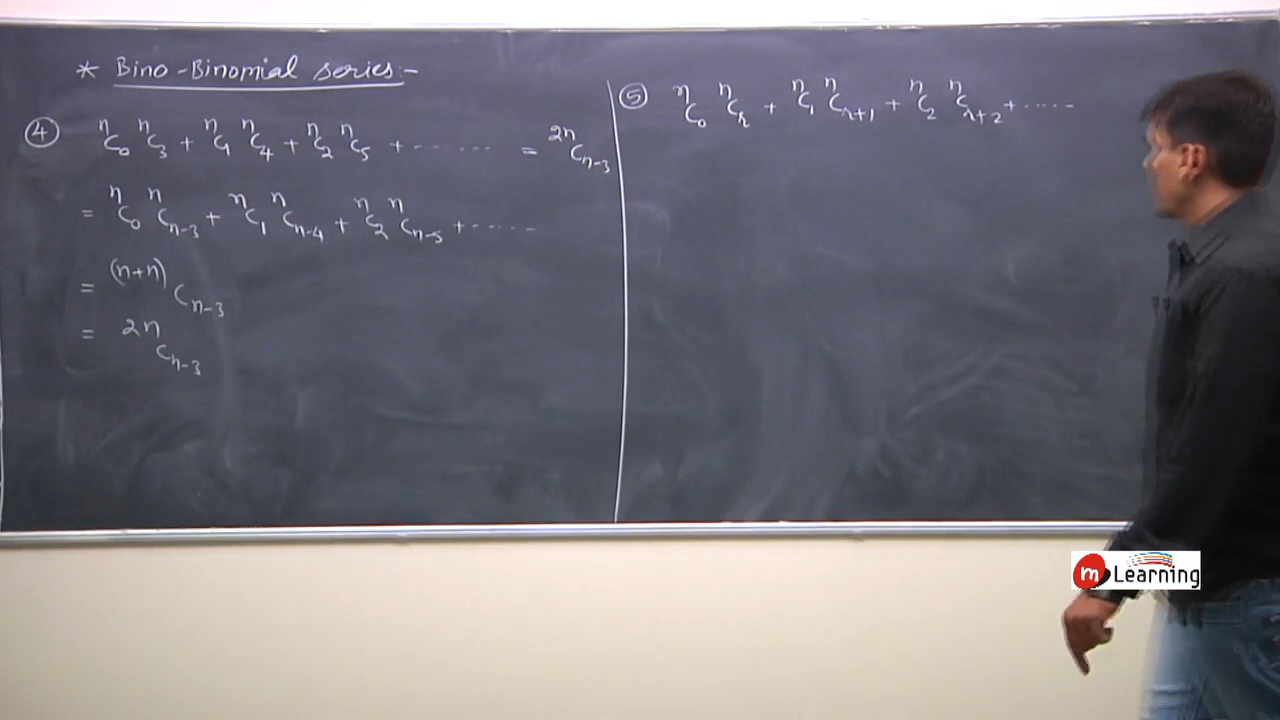 * Bino-Binomial series:-
④ ⁿC₀ ⁿC₃ + ⁿC₁ ⁿC₄ + ⁿC₂ ⁿC₅ + ........ = ²ⁿCₙ₋₃
= ⁿC₀ ⁿCₙ₋₃ + ⁿC₁ ⁿCₙ₋₄ + ⁿC₂ ⁿCₙ₋₅ + ......
= ⁽ⁿ⁺ⁿ⁾Cₙ₋₃
= ²ⁿCₙ₋₃
⑤ ⁿC₀ ⁿCᵣ + ⁿC₁ ⁿCᵣ₊₁ + ⁿC₂ ⁿCᵣ₊₂ + .....
m Learning